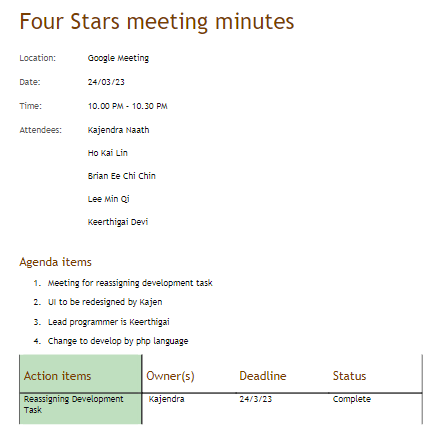 Four Stars meeting minutes
Location: Google Meeting
Date: 24/03/23
Time: 10.00 PM - 10.30 PM
Attendees: Kajendra Naath
Ho Kai Lin
Brian Ee Chi Chin
Lee Min Qi
Keerthigai Devi
Agenda items
1. Meeting for reassigning development task
2. UI to be redesigned by Kajen
3. Lead programmer is Keerthigai
4. Change to develop by php language
Action items Owner(s) Deadline Status
Reassigning Development Kajendra 24/3/23 Complete
Task